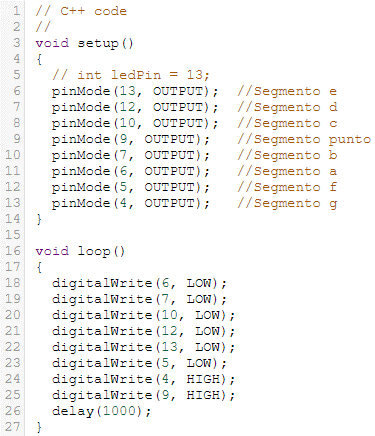 1 // C++ code
2 //
3 void setup()
4 {
5 // int ledPin = 13;
6 pinMode(13, OUTPUT); //Segmento e
7 pinMode(12, OUTPUT); //Segmento d
8 pinMode(10, OUTPUT); //Segmento c
9 pinMode(9, OUTPUT); //Segmento punto
10 pinMode(7, OUTPUT); //Segmento b
11 pinMode(6, OUTPUT); //Segmento a
12 pinMode(5, OUTPUT); //Segmento f
13 pinMode(4, OUTPUT); //Segmento g
14 }
15
16 void loop()
17 {
18 digitalWrite(6, LOW);
19 digitalWrite(7, LOW);
20 digitalWrite(10, LOW);
21 digitalWrite(12, LOW);
22 digitalWrite(13, LOW);
23 digitalWrite(5, LOW);
24 digitalWrite(4, HIGH);
25 digitalWrite(9, HIGH);
26 delay(1000);
27 }